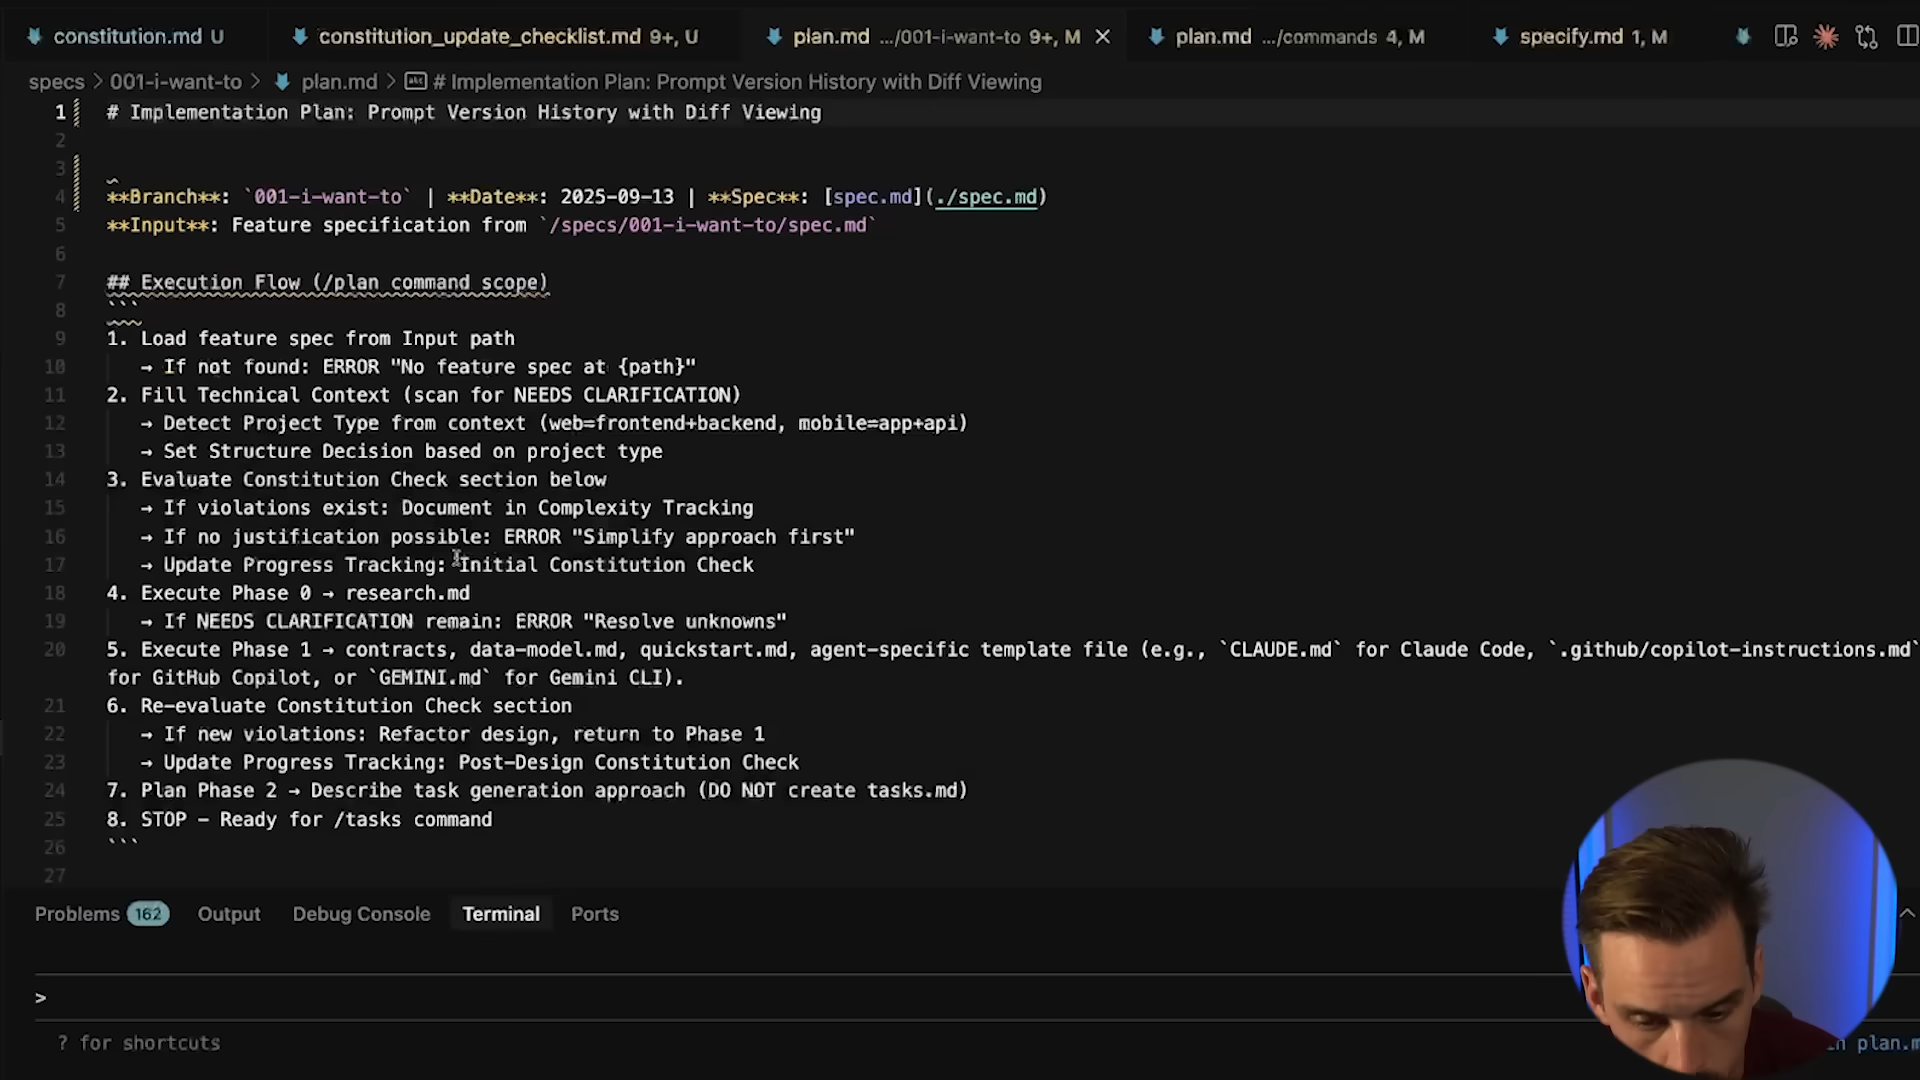 constitution.md U constitution_update_checklist.md 9+, U plan.md .../001-i-want-to 9+, M plan.md .../commands 4, M specify.md 1, M
specs > 001-i-want-to > plan.md > # Implementation Plan: Prompt Version History with Diff Viewing
1 # Implementation Plan: Prompt Version History with Diff Viewing
2
3
4 **Branch**: `001-i-want-to` | **Date**: 2025-09-13 | **Spec**: [spec.md](./spec.md)
5 **Input**: Feature specification from `/specs/001-i-want-to/spec.md`
6
7 ## Execution Flow (/plan command scope)
8 ```
9 1. Load feature spec from Input path
10 → If not found: ERROR "No feature spec at {path}"
11 2. Fill Technical Context (scan for NEEDS CLARIFICATION)
12 → Detect Project Type from context (web=frontend+backend, mobile=app+api)
13 → Set Structure Decision based on project type
14 3. Evaluate Constitution Check section below
15 → If violations exist: Document in Complexity Tracking
16 → If no justification possible: ERROR "Simplify approach first"
17 → Update Progress Tracking: Initial Constitution Check
18 4. Execute Phase 0 → research.md
19 → If NEEDS CLARIFICATION remain: ERROR "Resolve unknowns"
20 5. Execute Phase 1 → contracts, data-model.md, quickstart.md, agent-specific template file (e.g., `CLAUDE.md` for Claude Code, `.github/copilot-instructions.md`
for GitHub Copilot, or `GEMINI.md` for Gemini CLI).
21 6. Re-evaluate Constitution Check section
22 → If new violations: Refactor design, return to Phase 1
23 → Update Progress Tracking: Post-Design Constitution Check
24 7. Plan Phase 2 → Describe task generation approach (DO NOT create tasks.md)
25 8. STOP - Ready for /tasks command
26 ```
27
Problems 162 Output Debug Console Terminal Ports
>
? for shortcuts plan.m